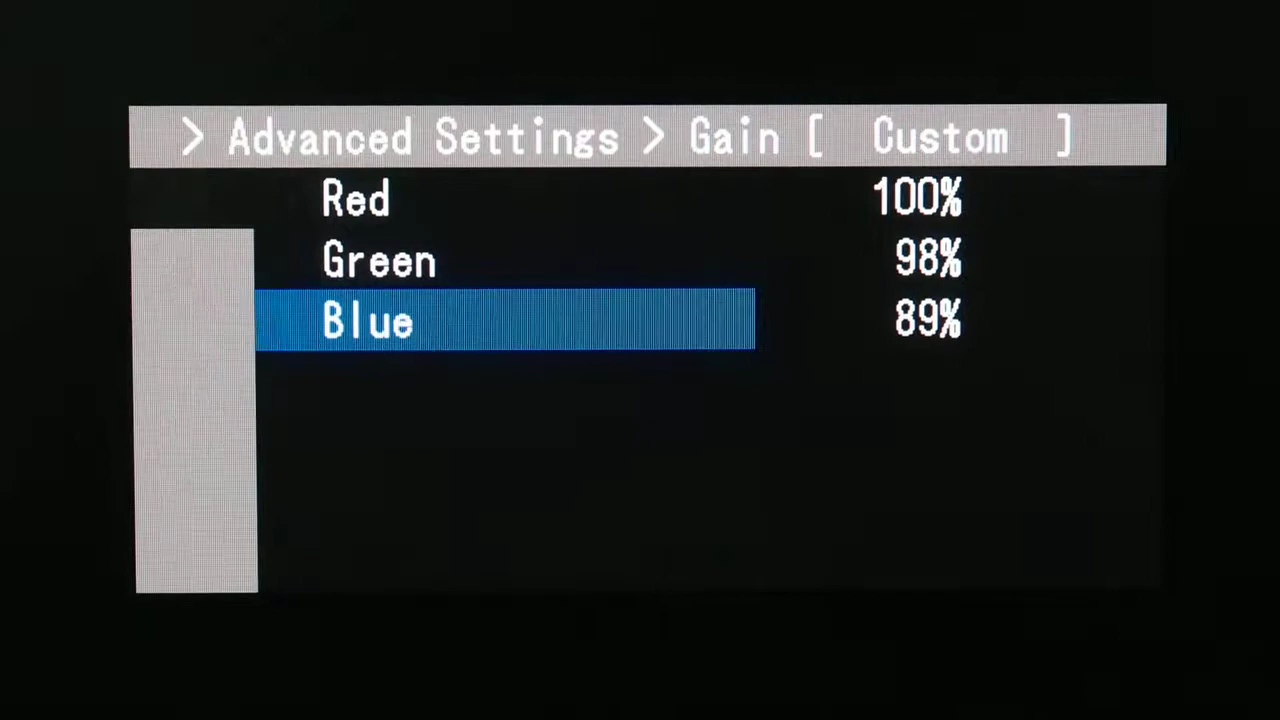 > Advanced Settings > Gain [ Custom ]
Red 100%
Green 98%
Blue 89%